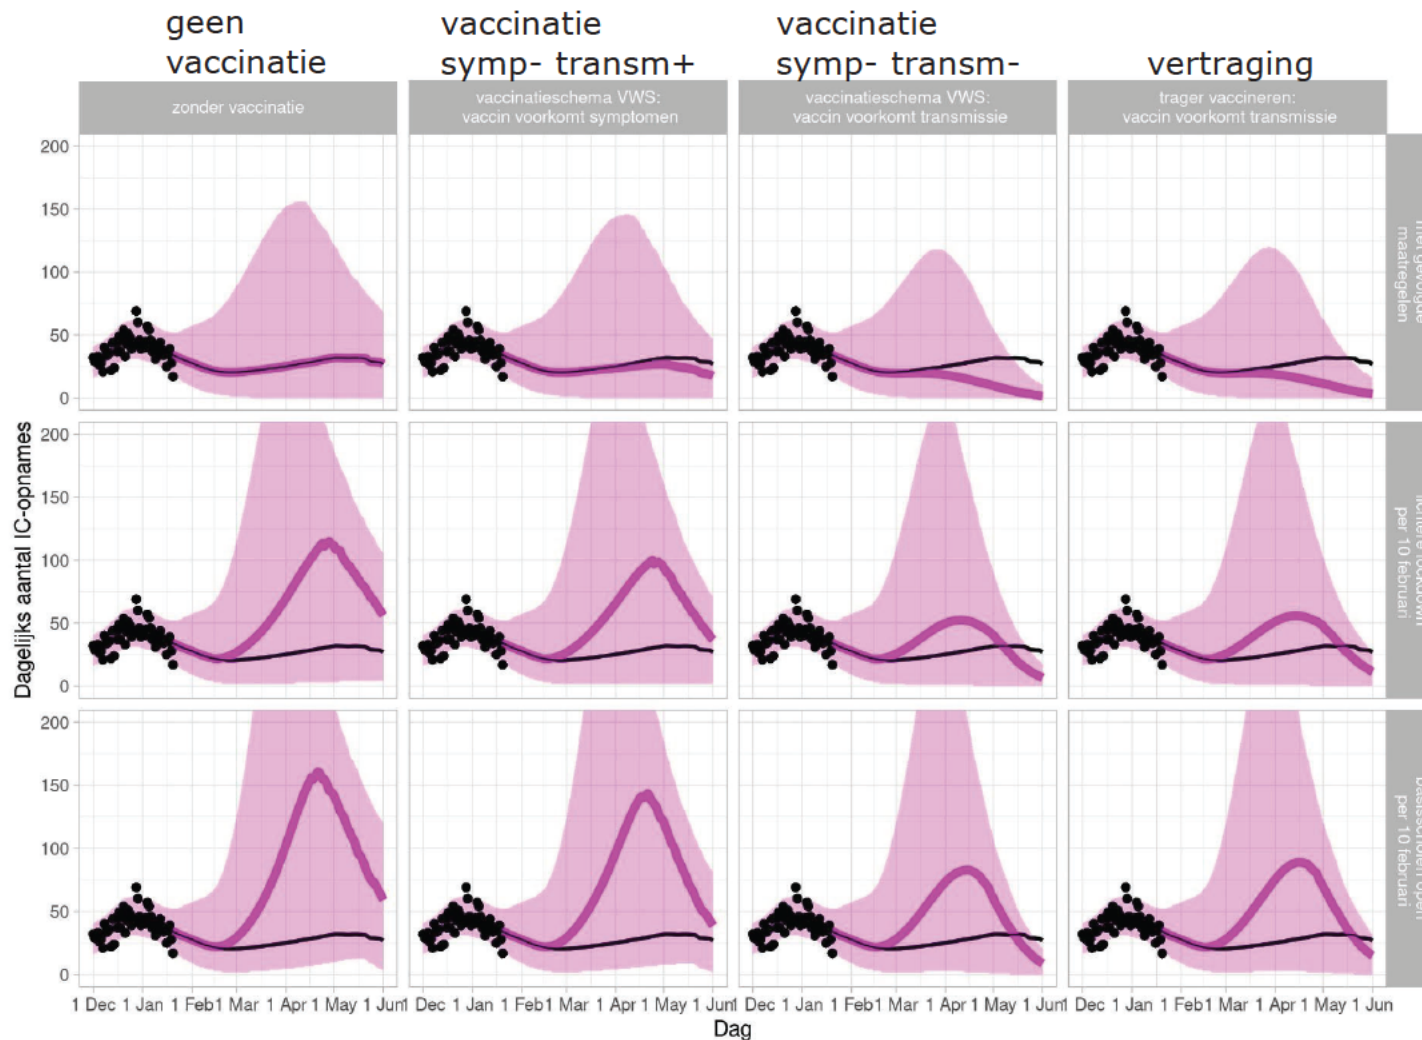 geen
vaccinatie
vaccinatie
symp- transm+
vaccinatie
symp- transm-
vertraging
zonder vaccinatie
vaccinatieschema VWS:
vaccin voorkomt symptomen
vaccinatieschema VWS:
vaccin voorkomt transmissie
trager vaccineren:
vaccin voorkomt transmissie
Dagelijks aantal IC-opnames
200
150
100
50
0
maatregelen
200
150
100
50
0
per 10 februari
200
150
100
50
0
per 10 februari
1 Dec 1 Jan 1 Feb 1 Mar 1 Apr 1 May 1 Jun
1 Dec 1 Jan 1 Feb 1 Mar 1 Apr 1 May 1 Jun
1 Dec 1 Jan 1 Feb 1 Mar 1 Apr 1 May 1 Jun
1 Dec 1 Jan 1 Feb 1 Mar 1 Apr 1 May 1 Jun
Dag